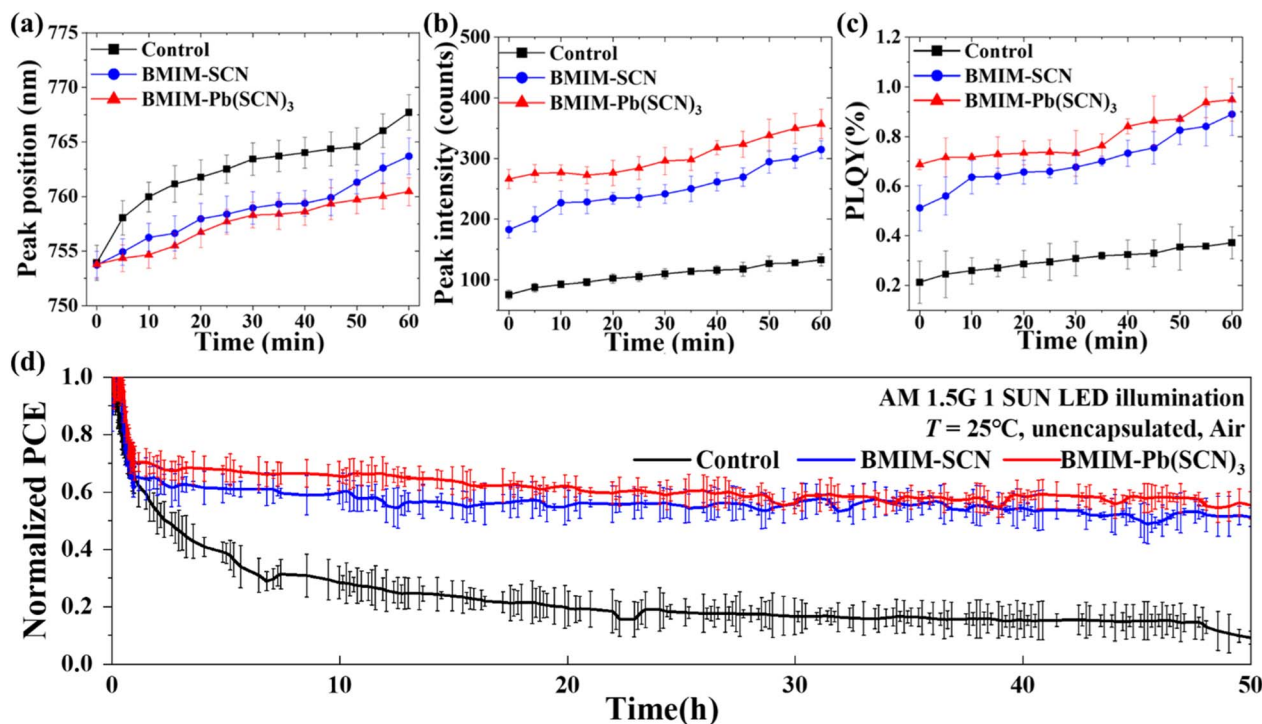 (a)
775
770
765
760
755
750
Peak position (nm)
Control
BMIM-SCN
BMIM-Pb(SCN)₃
0 10 20 30 40 50 60
Time (min)
(b)
500
400
300
200
100
Peak intensity (counts)
Control
BMIM-SCN
BMIM-Pb(SCN)₃
0 10 20 30 40 50 60
Time (min)
(c)
1.2
1.0
0.8
0.6
0.4
0.2
PLQY(%)
Control
BMIM-SCN
BMIM-Pb(SCN)₃
0 10 20 30 40 50 60
Time (min)
(d)
1.0
0.8
0.6
0.4
0.2
0.0
Normalized PCE
AM 1.5G 1 SUN LED illumination
T = 25°C, unencapsulated, Air
Control BMIM-SCN BMIM-Pb(SCN)₃
0 10 20 30 40 50
Time(h)